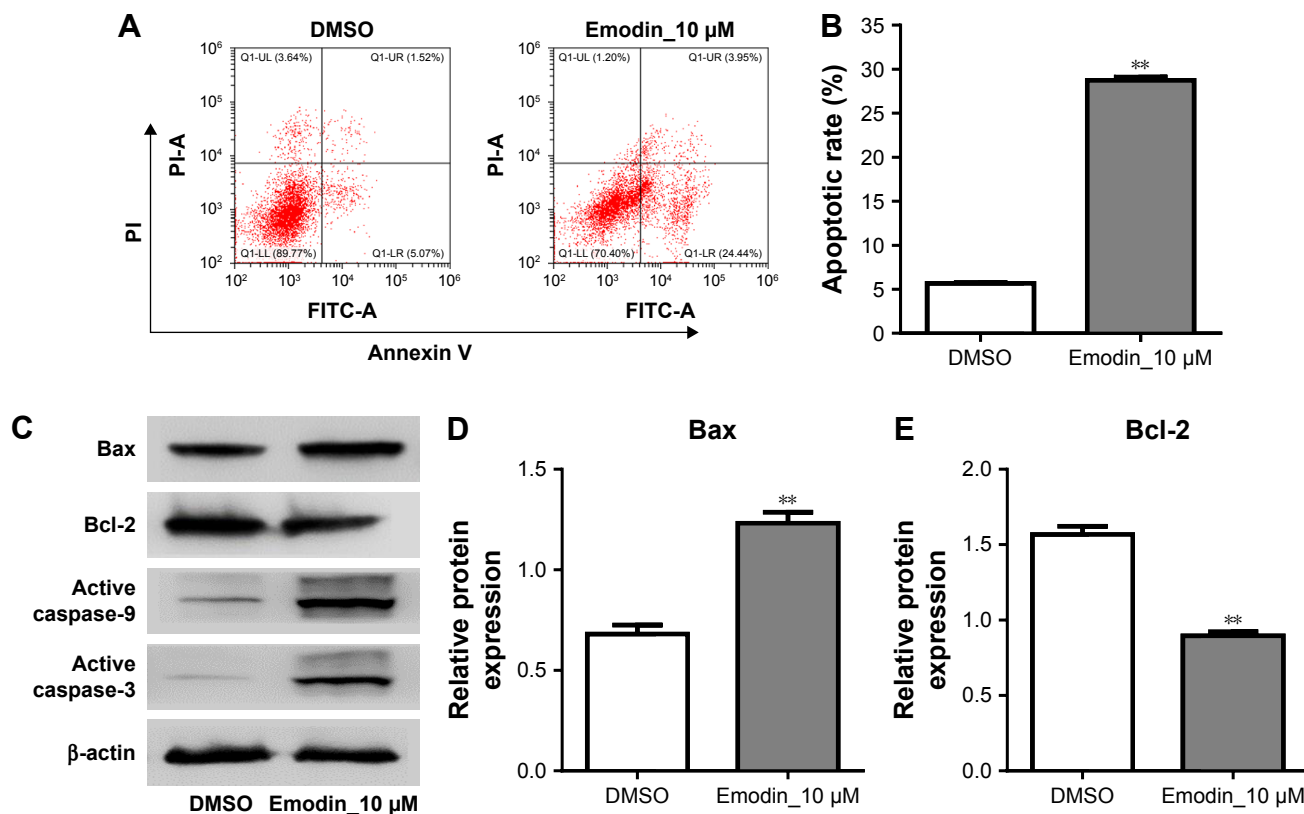 A
DMSO
Emodin_10 µM
10⁶
10⁵
10⁴
10³
10²
Q1-UL (3.64%)
Q1-UR (1.52%)
Q1-LL (89.77%)
Q1-LR (5.07%)
10² 10³ 10⁴ 10⁵ 10⁶
PI-A
FITC-A
10⁶
10⁵
10⁴
10³
10²
Q1-UL (1.20%)
Q1-UR (3.95%)
Q1-LL (70.40%)
Q1-LR (24.44%)
10² 10³ 10⁴ 10⁵ 10⁶
PI-A
FITC-A
PI
Annexin V
B
Apoptotic rate (%)
35
30
25
20
15
10
5
0
**
DMSO
Emodin_10 µM
C
Bax
Bcl-2
Active
caspase-9
Active
caspase-3
β-actin
DMSO
Emodin_10 µM
D
Bax
Relative protein
expression
1.5
1.0
0.5
0.0
**
DMSO
Emodin_10 µM
E
Bcl-2
Relative protein
expression
2.0
1.5
1.0
0.5
0.0
**
DMSO
Emodin_10 µM